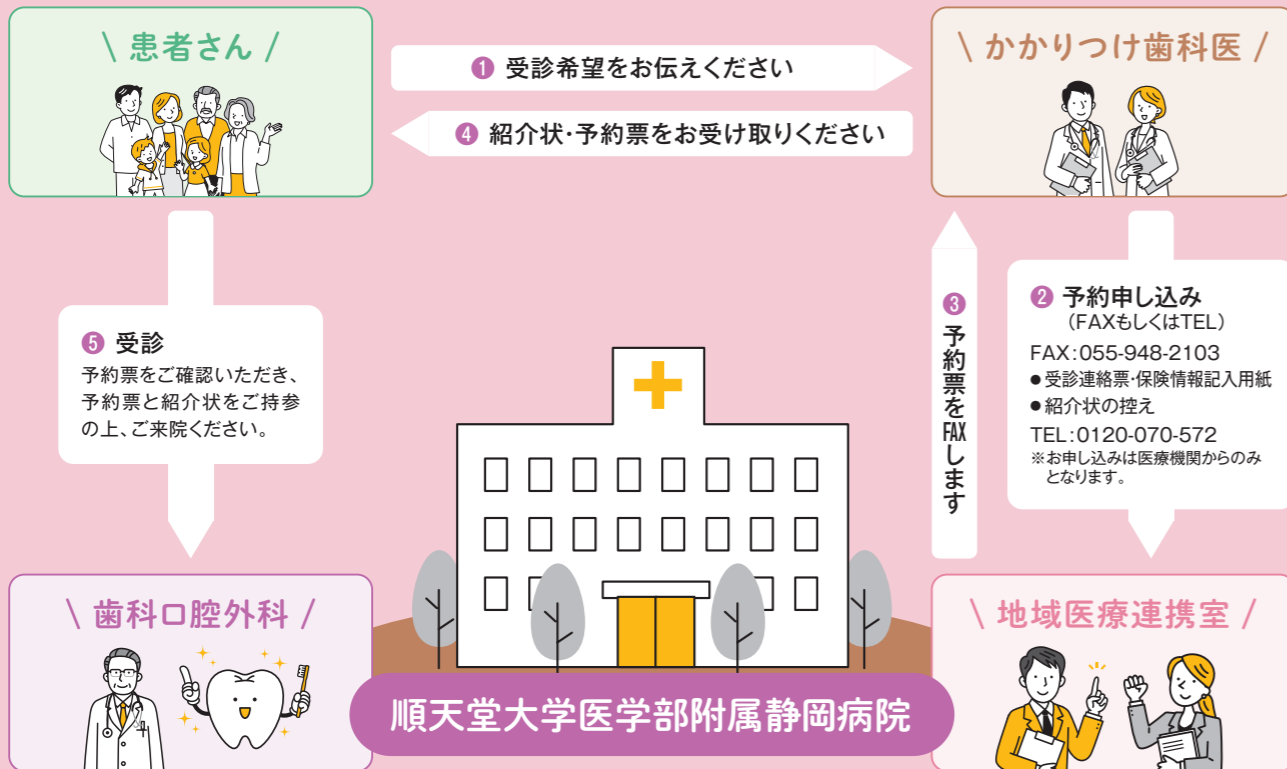 \ 患者さん /
❶ 受診希望をお伝えください
❹ 紹介状・予約票をお受け取りください
\ かかりつけ歯科医 /
❺ 受診
予約票をご確認いただき、
予約票と紹介状をご持参
の上、ご来院ください。
❸ 予約票をFAXします
❷ 予約申し込み
(FAXもしくはTEL)
FAX:055-948-2103
●受診連絡票・保険情報記入用紙
●紹介状の控え
TEL:0120-070-572
※お申し込みは医療機関からのみ
となります。
\ 歯科口腔外科 /
順天堂大学医学部附属静岡病院
\ 地域医療連携室 /